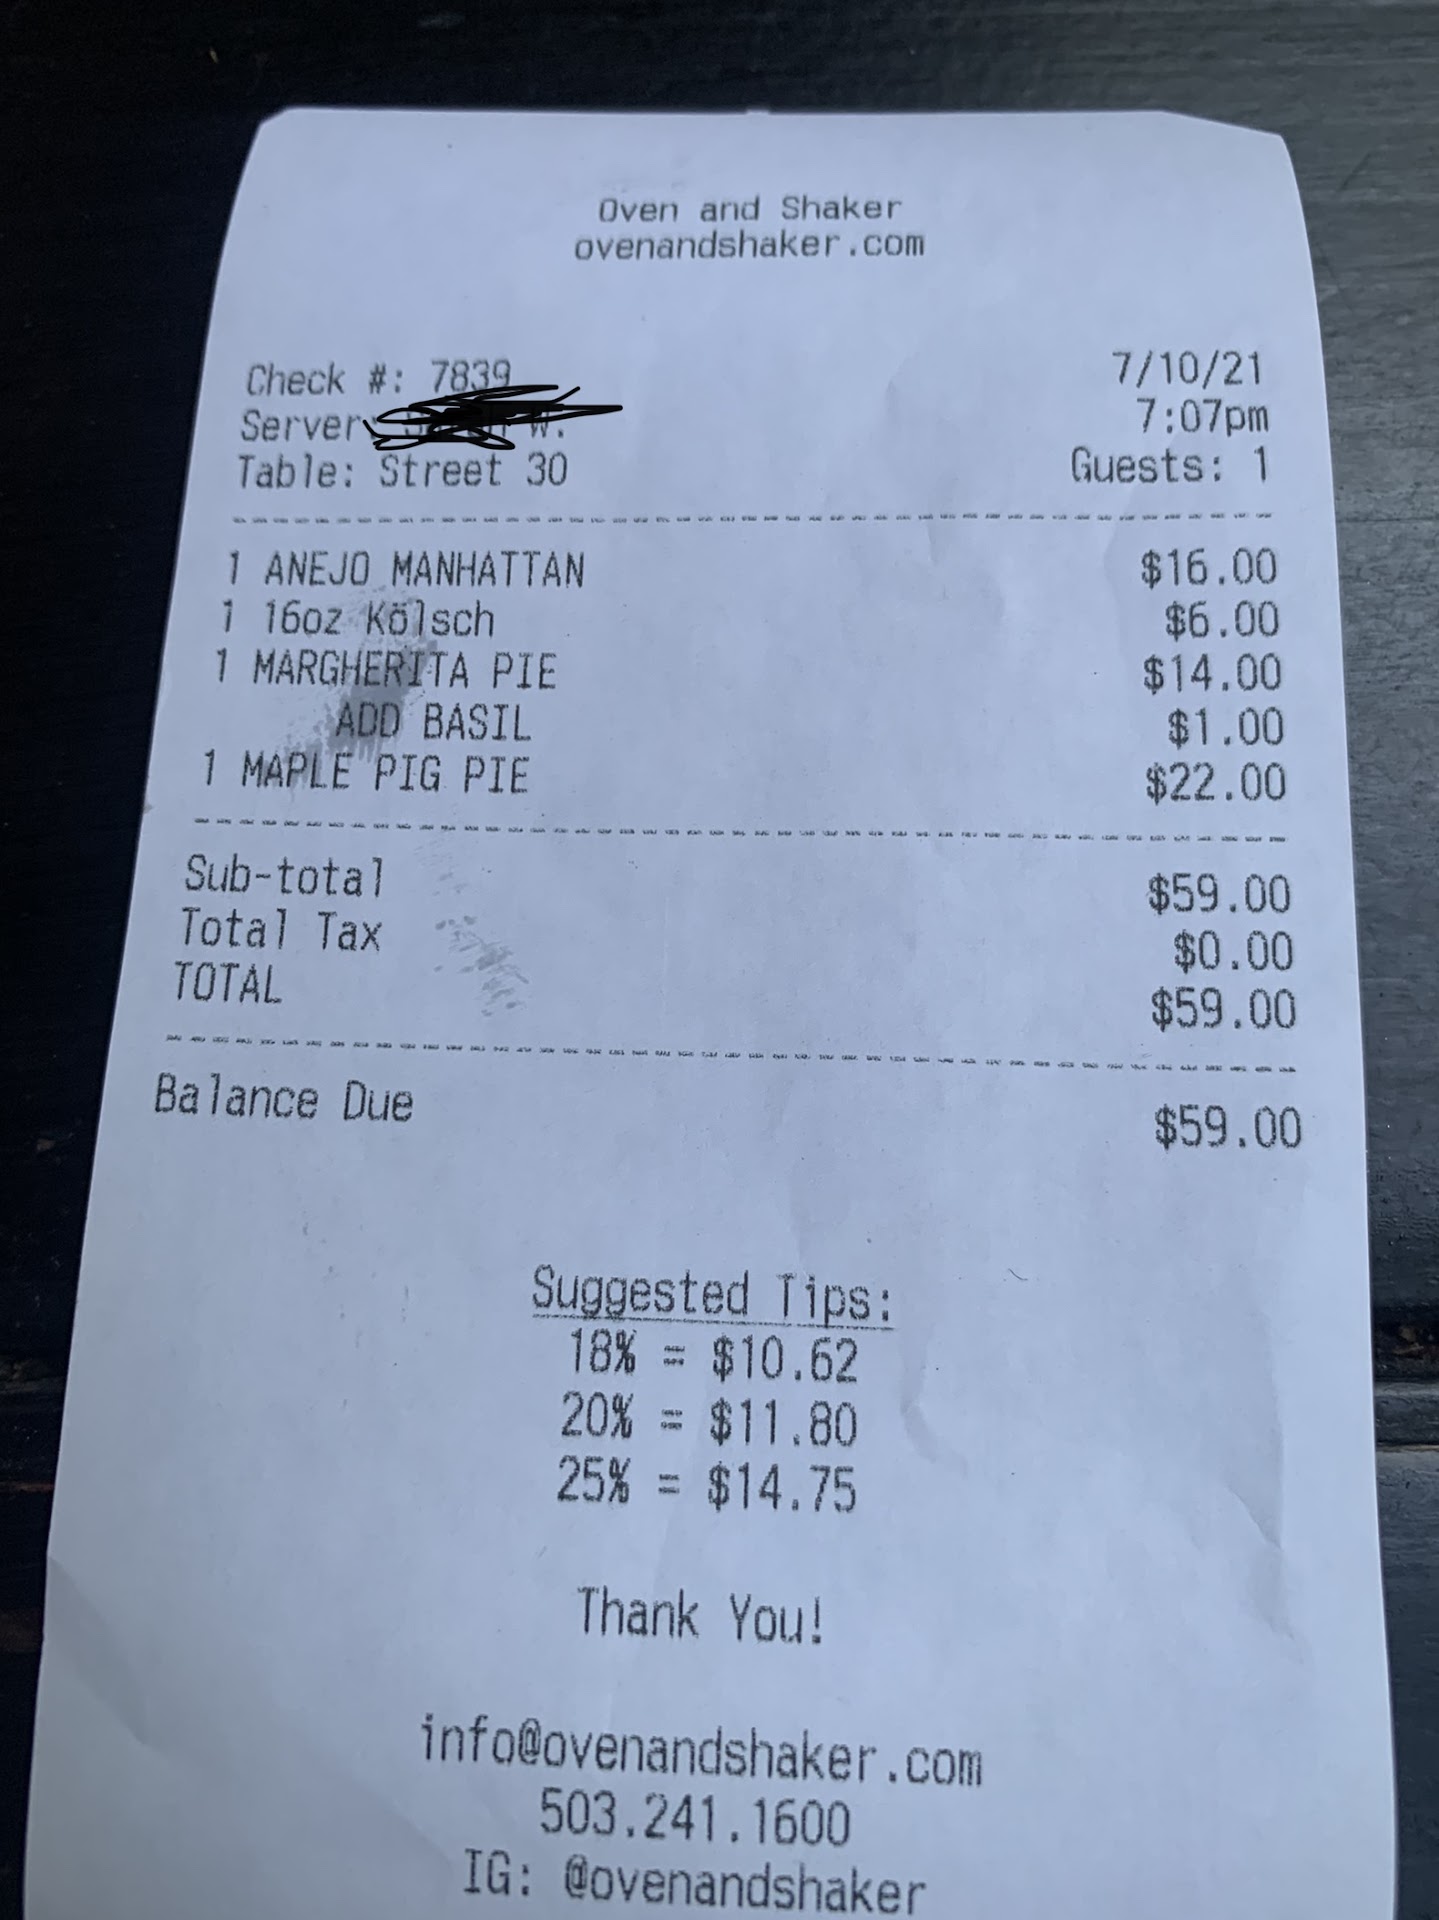 Oven and Shaker
ovenandshaker.com
Check #: 7839 7/10/21
Server: W. 7:07pm
Table: Street 30 Guests: 1
1 ANEJO MANHATTAN $16.00
1 16oz Kölsch $6.00
1 MARGHERITA PIE $14.00
ADD BASIL $1.00
1 MAPLE PIG PIE $22.00
Sub-total $59.00
Total Tax $0.00
TOTAL $59.00
Balance Due $59.00
Suggested Tips:
18% = $10.62
20% = $11.80
25% = $14.75
Thank You!
info@ovenandshaker.com
503.241.1600
IG: @ovenandshaker